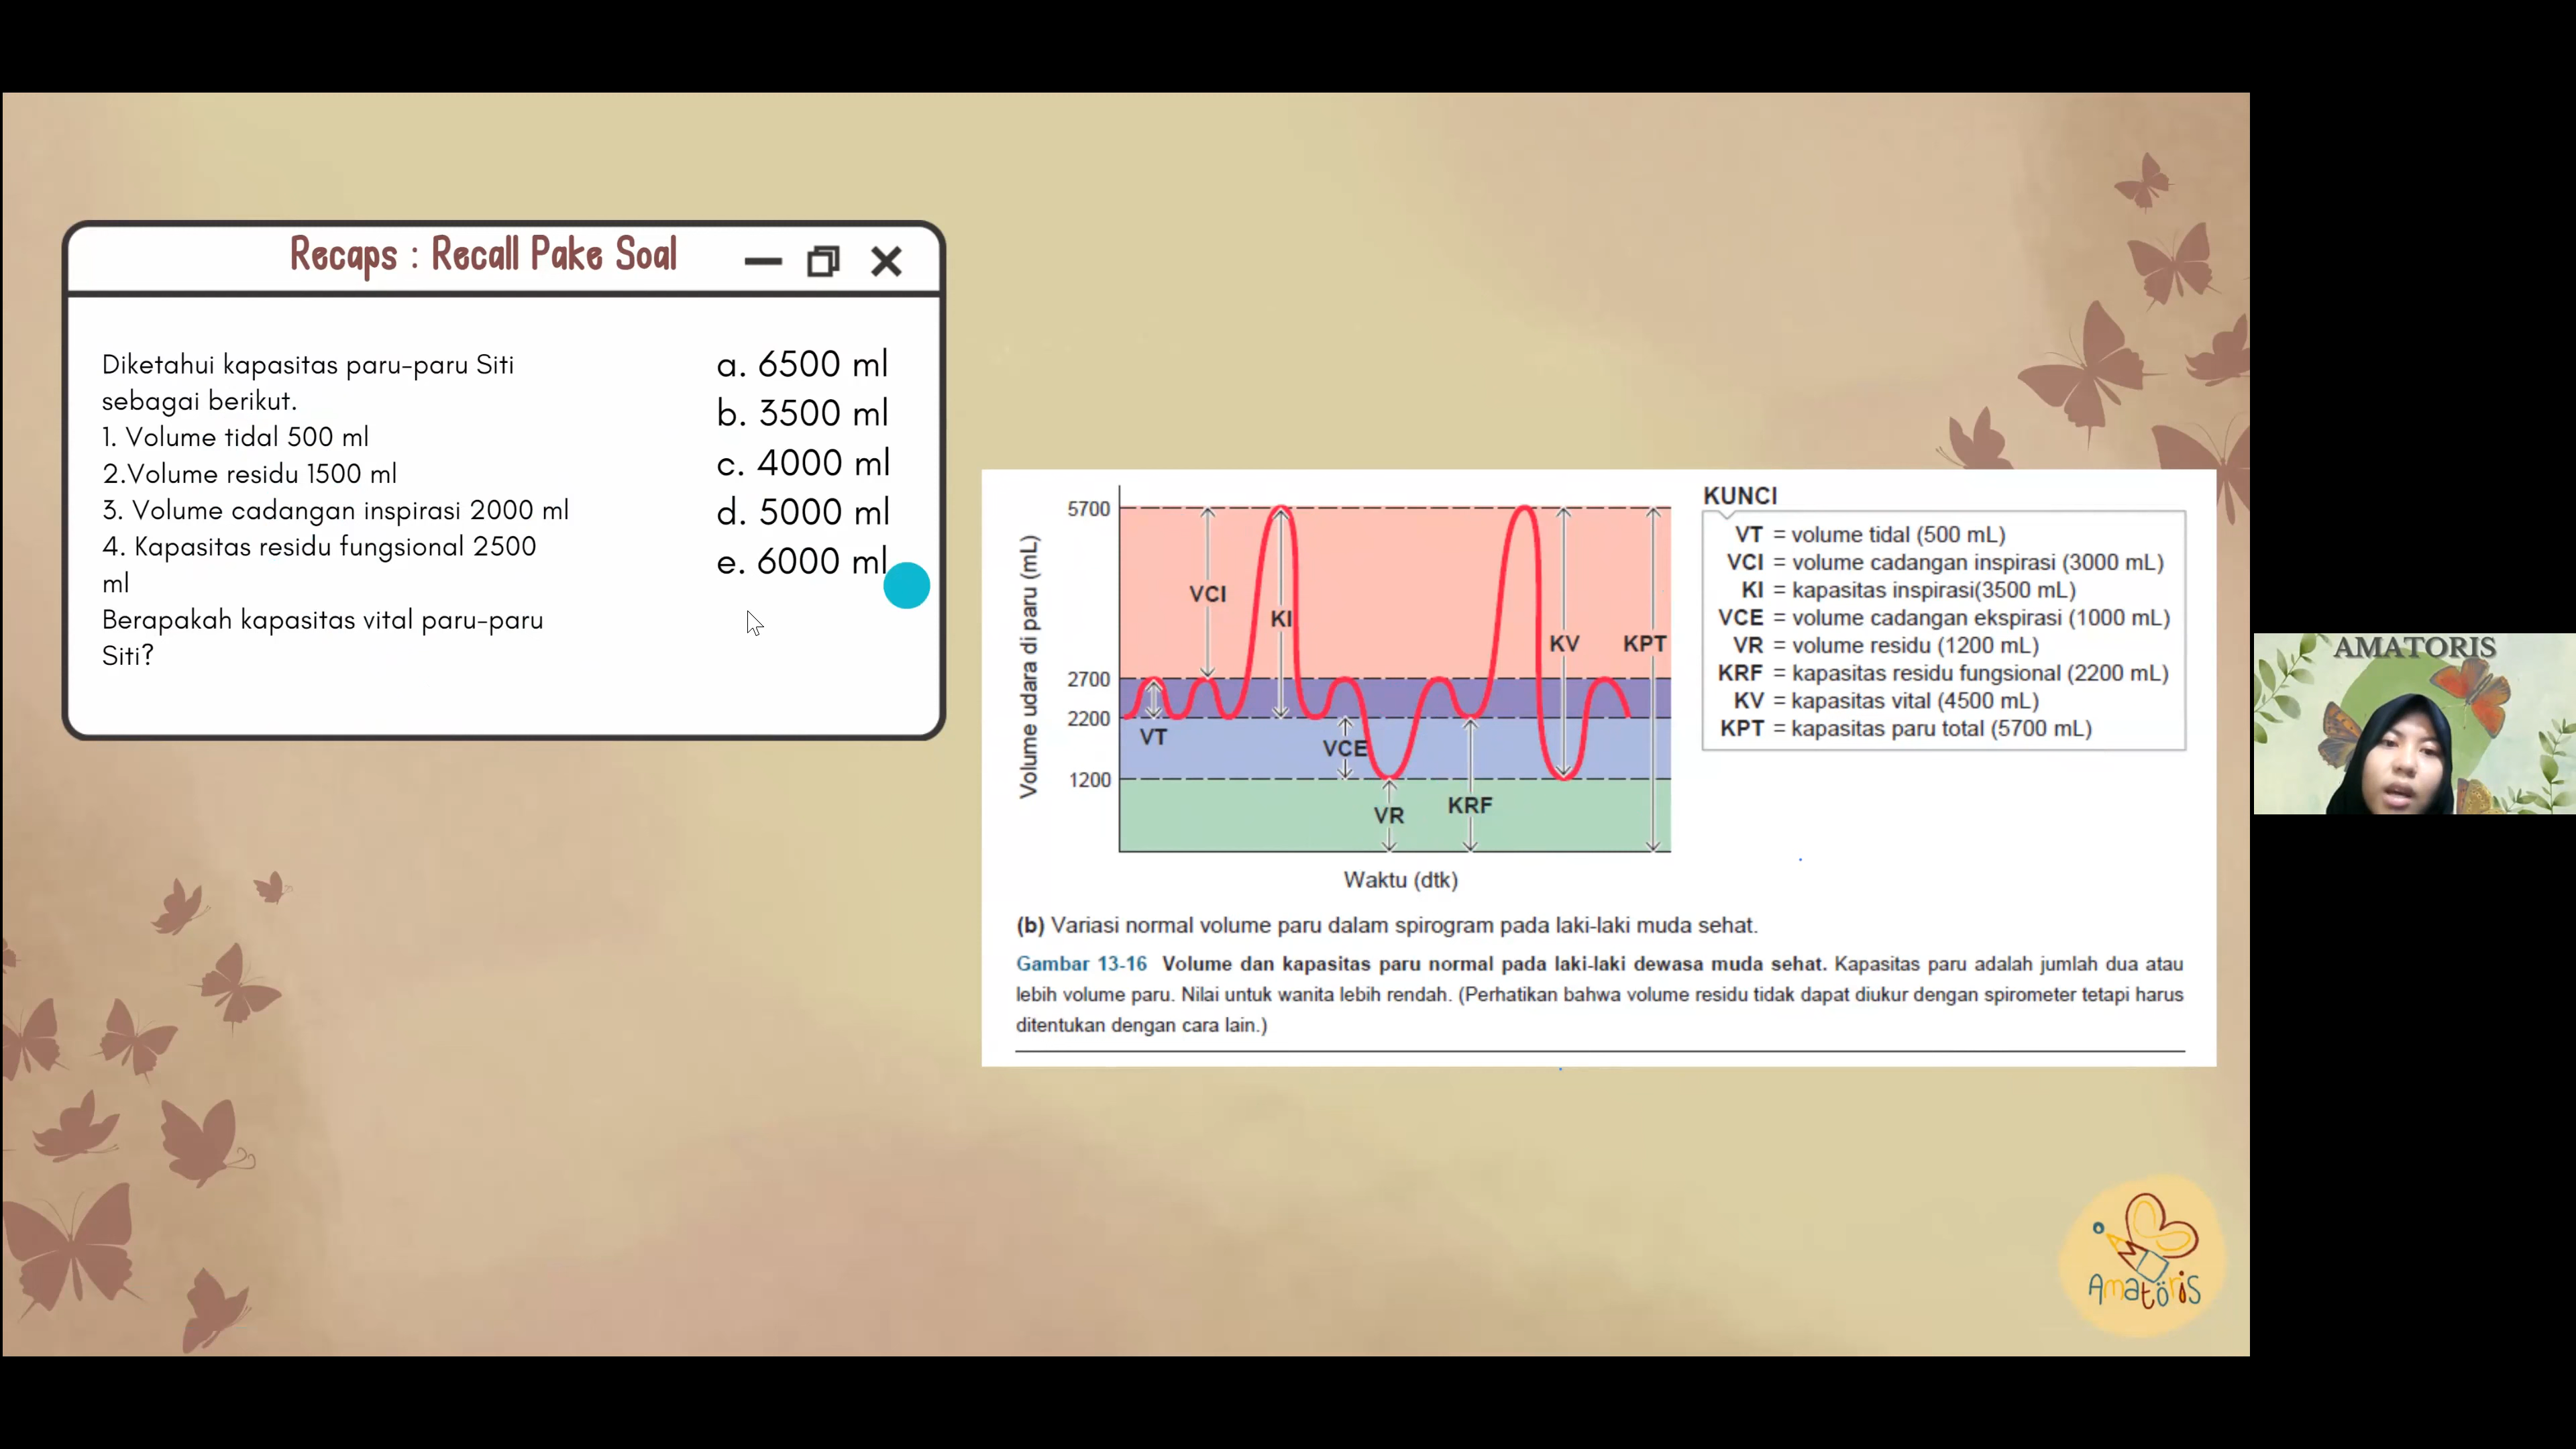 Recaps : Recall Pake Soal
Diketahui kapasitas paru-paru Siti
sebagai berikut.
1. Volume tidal 500 ml
2.Volume residu 1500 ml
3. Volume cadangan inspirasi 2000 ml
4. Kapasitas residu fungsional 2500
ml
Berapakah kapasitas vital paru-paru
Siti?
a. 6500 ml
b. 3500 ml
c. 4000 ml
d. 5000 ml
e. 6000 ml
Volume udara di paru (mL)
5700
2700
2200
1200
VCI
KI
KV
KPT
VT
VCE
VR
KRF
Waktu (dtk)
KUNCI
VT = volume tidal (500 mL)
VCI = volume cadangan inspirasi (3000 mL)
KI = kapasitas inspirasi(3500 mL)
VCE = volume cadangan ekspirasi (1000 mL)
VR = volume residu (1200 mL)
KRF = kapasitas residu fungsional (2200 mL)
KV = kapasitas vital (4500 mL)
KPT = kapasitas paru total (5700 mL)
(b) Variasi normal volume paru dalam spirogram pada laki-laki muda sehat.
Gambar 13-16 Volume dan kapasitas paru normal pada laki-laki dewasa muda sehat. Kapasitas paru adalah jumlah dua atau
lebih volume paru. Nilai untuk wanita lebih rendah. (Perhatikan bahwa volume residu tidak dapat diukur dengan spirometer tetapi harus
ditentukan dengan cara lain.)
AMATORIS
Amatöris